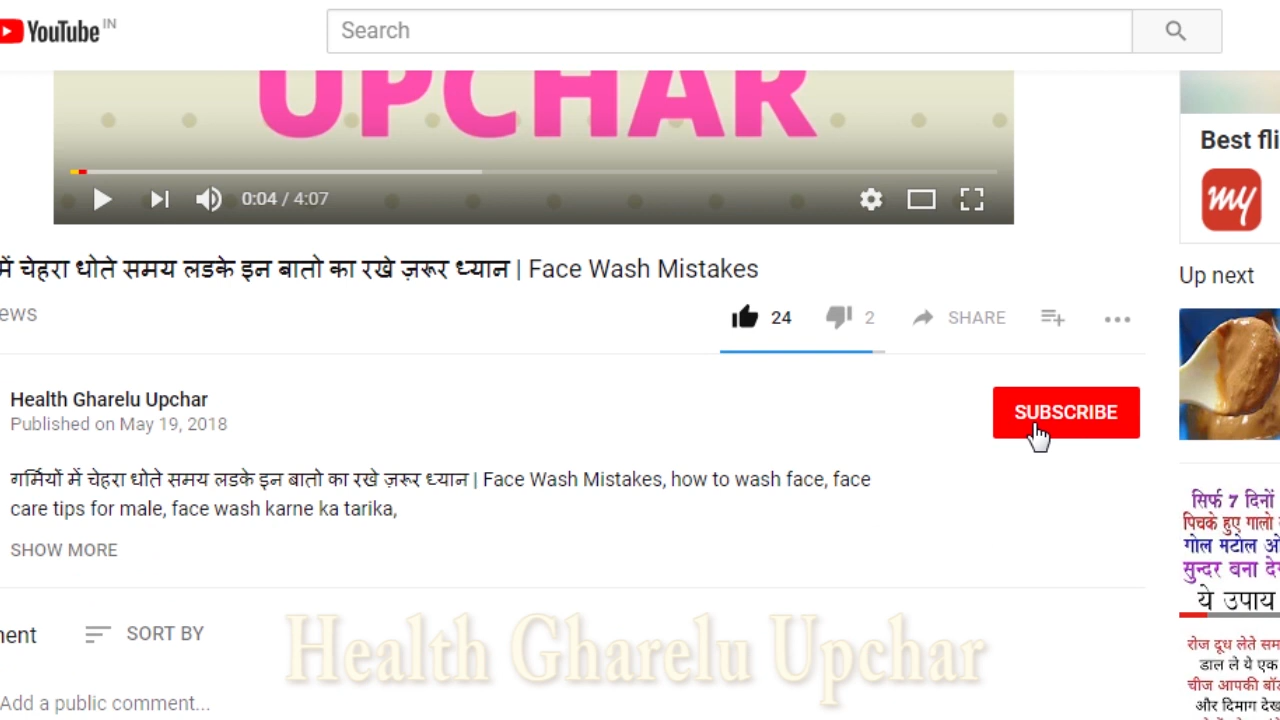 YouTube IN
Search
UPCHAR
0:04 / 4:07
में चेहरा धोते समय लडके इन बातो का रखे ज़रूर ध्यान | Face Wash Mistakes
ews
24
2
SHARE
Health Gharelu Upchar
Published on May 19, 2018
SUBSCRIBE
गर्मियों में चेहरा धोते समय लडके इन बातो का रखे ज़रूर ध्यान | Face Wash Mistakes, how to wash face, face
care tips for male, face wash karne ka tarika,
SHOW MORE
nent
SORT BY
Add a public comment...
Health Gharelu Upchar
Best fli
my
Up next
सिर्फ 7 दिनों
पिचके हुए गालो
गोल मटोल ओ
सुन्दर बना दे
ये उपाय
रोज दूध लेते सम
डाल ले ये एक
चीज आपकी बॉड
और दिमाग देख